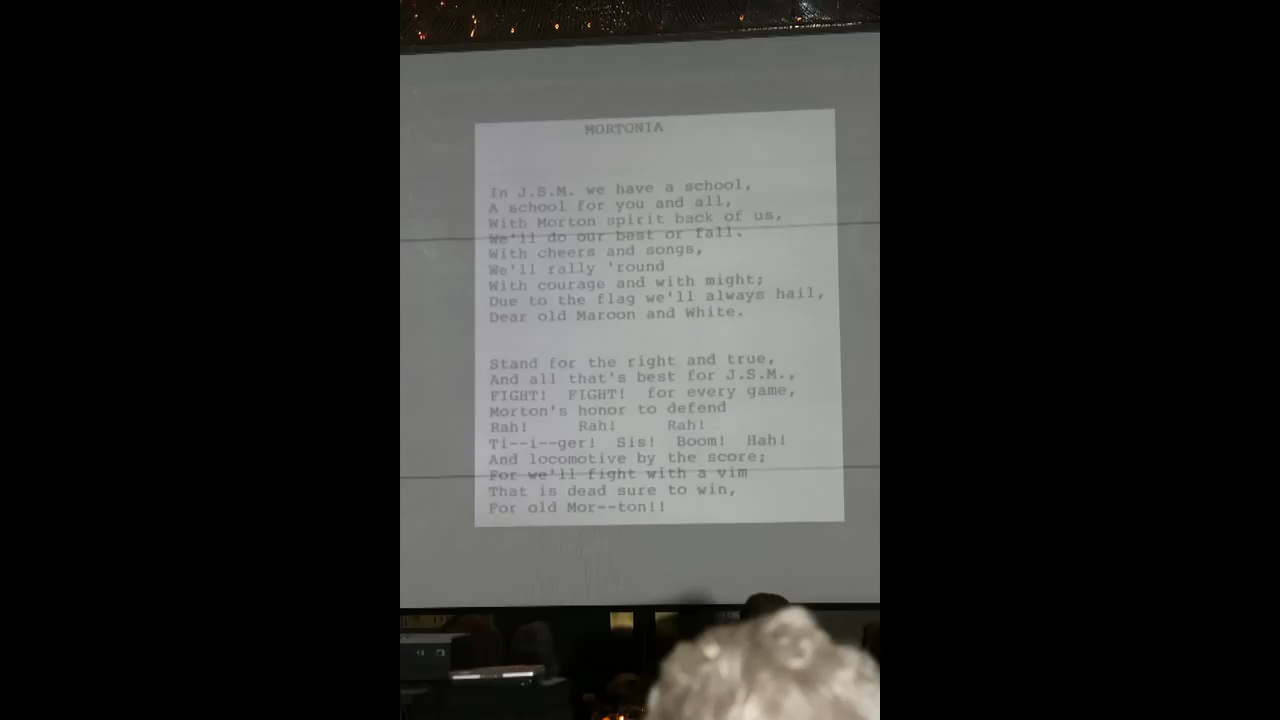 MORTONIA
In J.S.M. we have a school,
A school for you and all,
With Morton spirit back of us,
We'll do our best or fall.
With cheers and songs,
We'll rally 'round
With courage and with might;
Due to the flag we'll always hail,
Dear old Maroon and White.
Stand for the right and true,
And all that's best for J.S.M.,
FIGHT! FIGHT! for every game,
Morton's honor to defend
Rah! Rah! Rah!
Ti--i--ger! Sis! Boom! Hah!
And locomotive by the score;
For we'll fight with a vim
That is dead sure to win,
For old Mor--ton!!